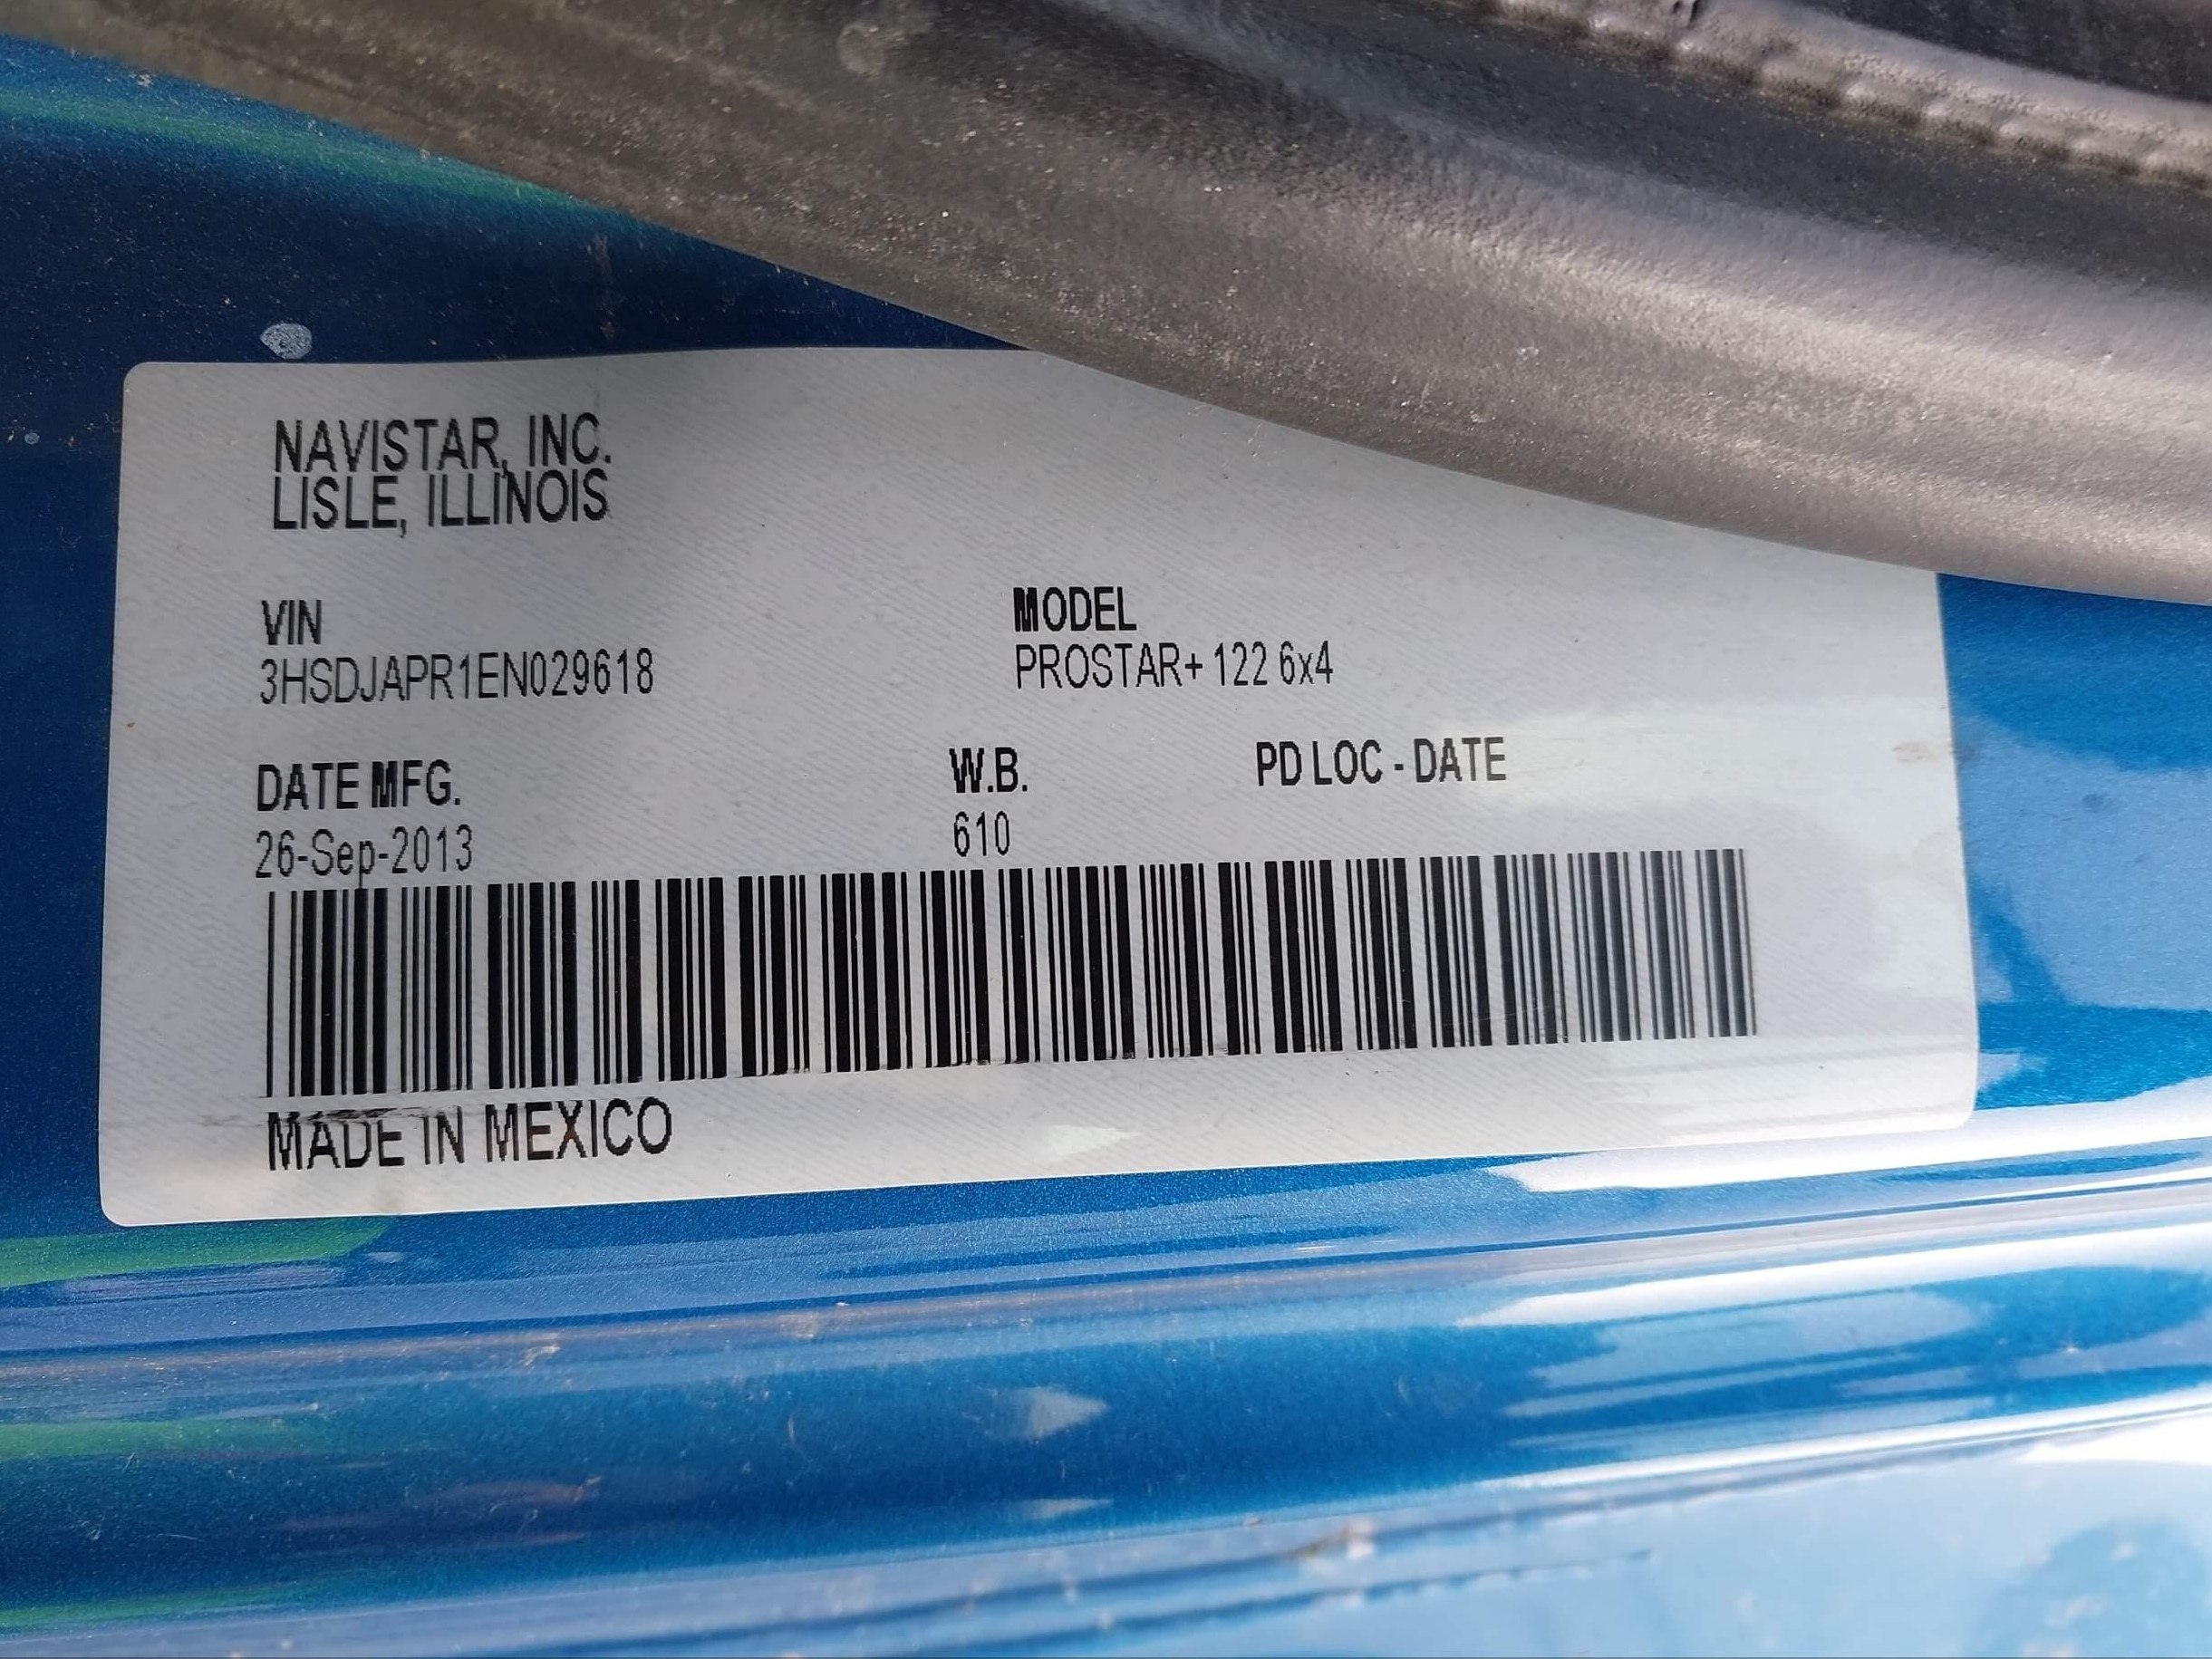 NAVISTAR, INC.
LISLE, ILLINOIS
VIN
3HSDJAPR1EN029618
MODEL
PROSTAR+ 122 6x4
DATE MFG.
26-Sep-2013
W.B.
610
PD LOC - DATE
MADE IN MEXICO